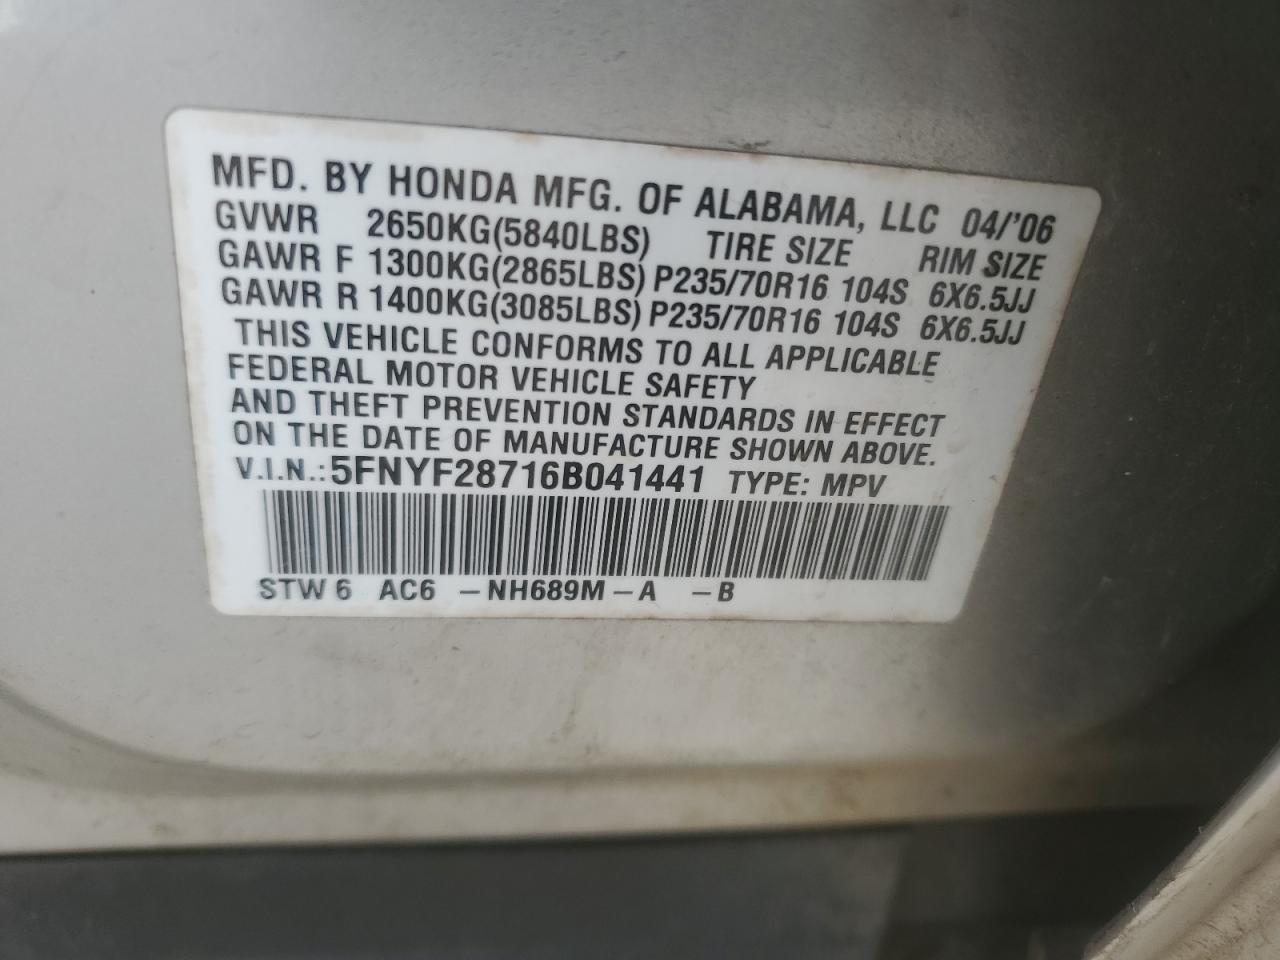 MFD. BY HONDA MFG. OF ALABAMA, LLC 04/'06
GVWR 2650KG(5840LBS) TIRE SIZE RIM SIZE
GAWR F 1300KG(2865LBS) P235/70R16 104S 6X6.5JJ
GAWR R 1400KG(3085LBS) P235/70R16 104S 6X6.5JJ
THIS VEHICLE CONFORMS TO ALL APPLICABLE
FEDERAL MOTOR VEHICLE SAFETY
AND THEFT PREVENTION STANDARDS IN EFFECT
ON THE DATE OF MANUFACTURE SHOWN ABOVE.
V.I.N.: 5FNYF28716B041441 TYPE: MPV
STW 6 AC6 –NH689M–A –B